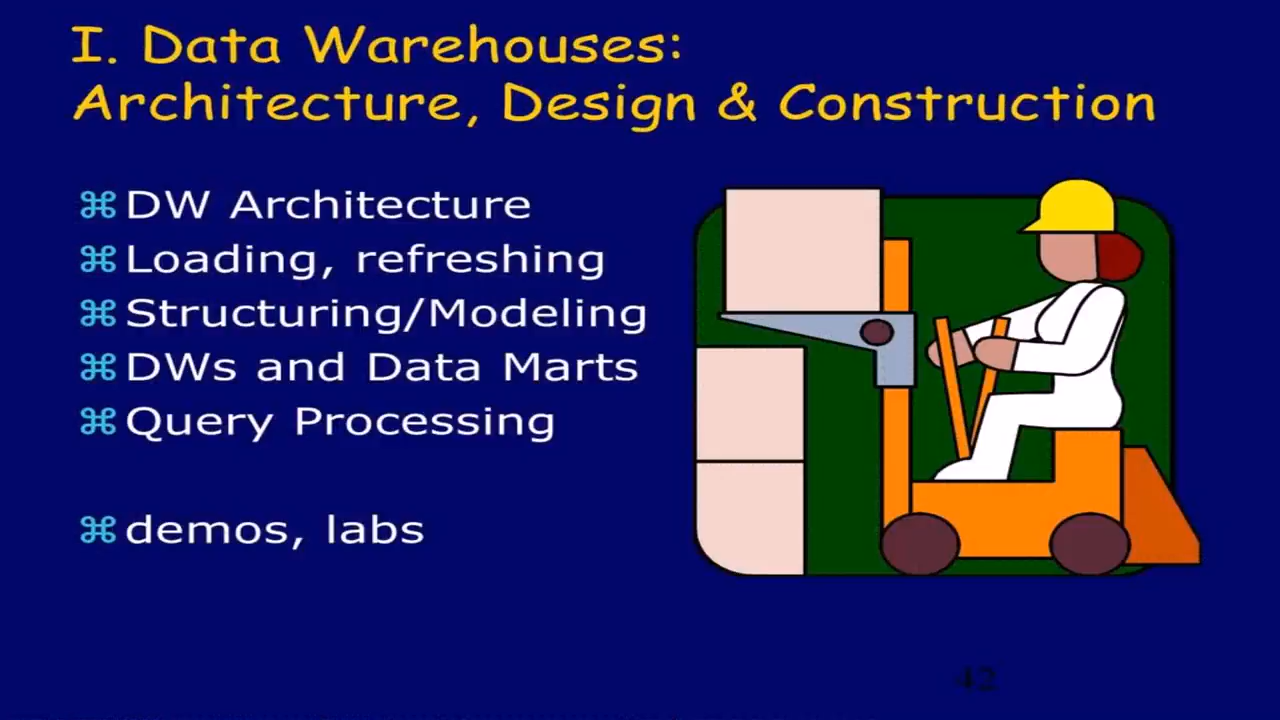 I. Data Warehouses:
Architecture, Design & Construction
⌘DW Architecture
⌘Loading, refreshing
⌘Structuring/Modeling
⌘DWs and Data Marts
⌘Query Processing
⌘demos, labs
42